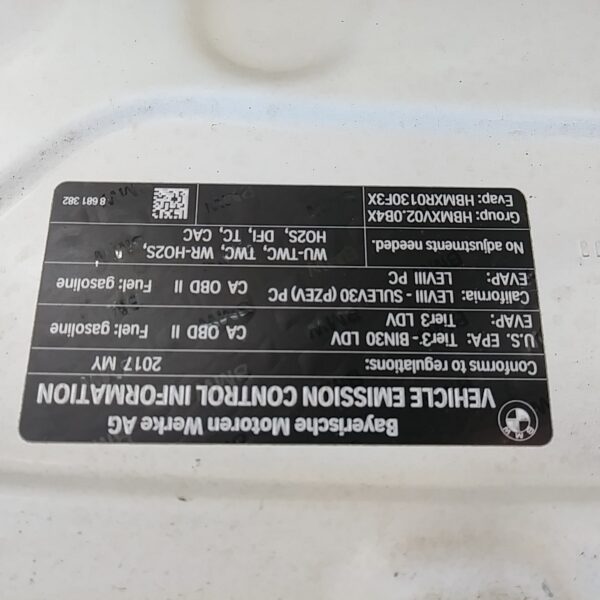 BMW
Bayerische Motoren Werke AG
VEHICLE EMISSION CONTROL INFORMATION
Conforms to regulations: 2017 MY
U.S. EPA: Tier3 - BIN30 LDV CA OBD II Fuel: gasoline
EVAP: Tier3 LDV
California: LEVIII - SULEV30 (PZEV) PC CA OBD II Fuel: gasoline
EVAP: LEVIII PC
No adjustments needed. WU-TWC, TWC, WR-HO2S,
HO2S, DFI, TC, CAC
Group: HBMXV02.0B4X
Evap: HBMXR0130F3X
8 681 382